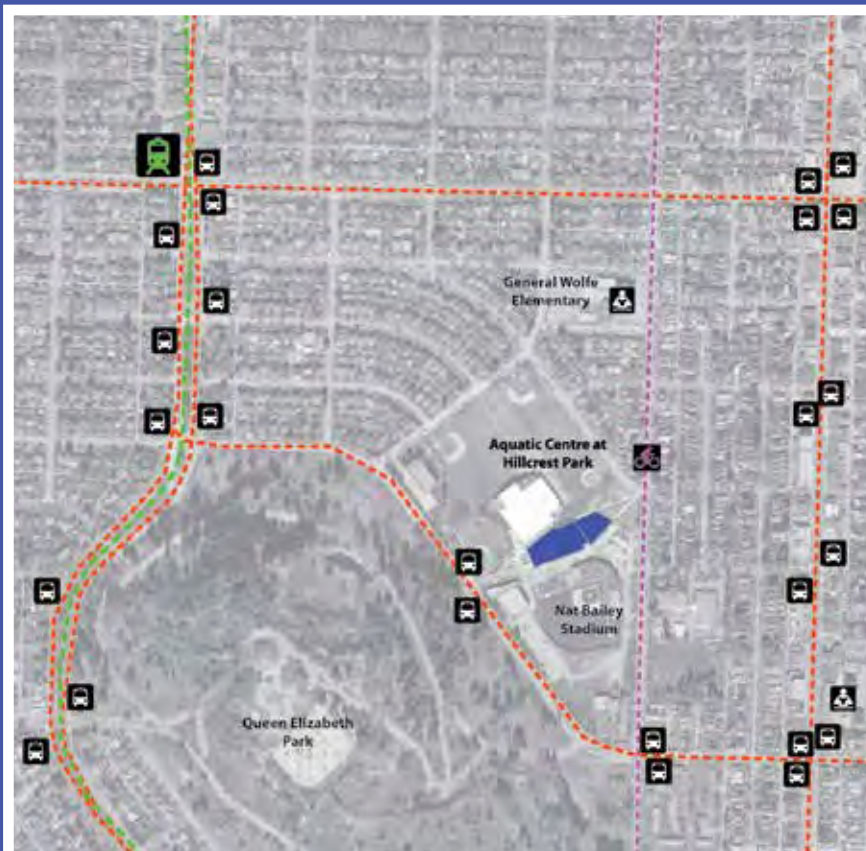 General Wolfe
Elementary
Aquatic Centre at
Hillcrest Park
Nat Bailey
Stadium
Queen Elizabeth
Park